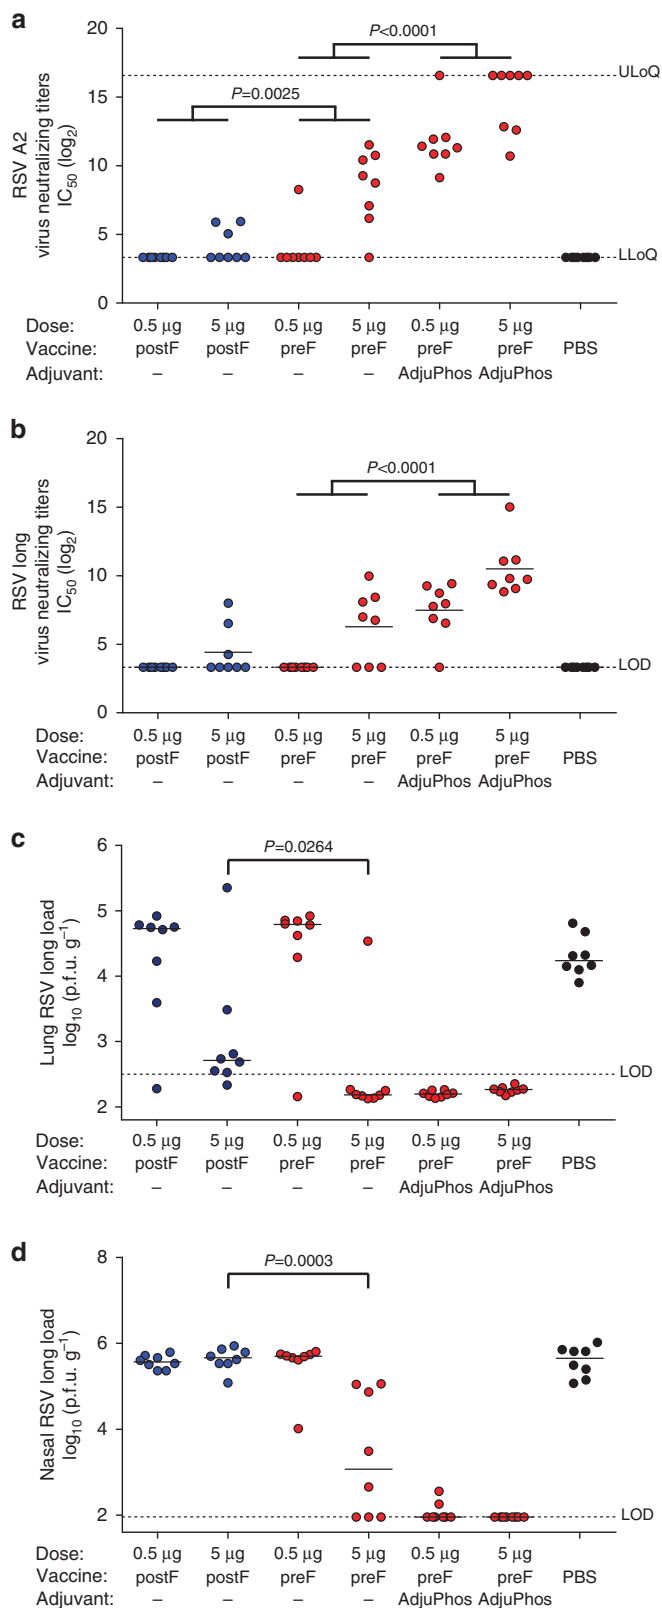 a
RSV A2
virus neutralizing titers
IC50 (log2)
20
15
10
5
0
P<0.0001
P=0.0025
ULoQ
LLoQ
Dose: 0.5 µg 5 µg 0.5 µg 5 µg 0.5 µg 5 µg
Vaccine: postF postF preF preF preF preF PBS
Adjuvant: – – – – AdjuPhos AdjuPhos
b
RSV long
virus neutralizing titers
IC50 (log2)
20
15
10
5
0
P<0.0001
LOD
Dose: 0.5 µg 5 µg 0.5 µg 5 µg 0.5 µg 5 µg
Vaccine: postF postF preF preF preF preF PBS
Adjuvant: – – – – AdjuPhos AdjuPhos
c
Lung RSV long load
log10 (p.f.u. g−1)
6
5
4
3
2
P=0.0264
LOD
Dose: 0.5 µg 5 µg 0.5 µg 5 µg 0.5 µg 5 µg
Vaccine: postF postF preF preF preF preF PBS
Adjuvant: – – – – AdjuPhos AdjuPhos
d
Nasal RSV long load
log10 (p.f.u. g−1)
8
6
4
2
P=0.0003
LOD
Dose: 0.5 µg 5 µg 0.5 µg 5 µg 0.5 µg 5 µg
Vaccine: postF postF preF preF preF preF PBS
Adjuvant: – – – – AdjuPhos AdjuPhos